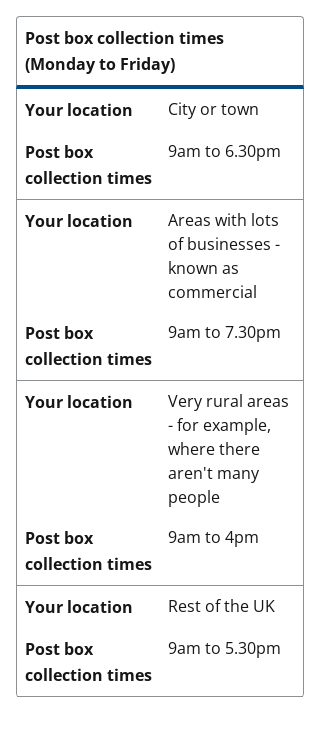 Post box collection times
(Monday to Friday)
Your location
City or town
Post box
collection times
9am to 6.30pm
Your location
Areas with lots
of businesses -
known as
commercial
Post box
collection times
9am to 7.30pm
Your location
Very rural areas
- for example,
where there
aren't many
people
Post box
collection times
9am to 4pm
Your location
Rest of the UK
Post box
collection times
9am to 5.30pm